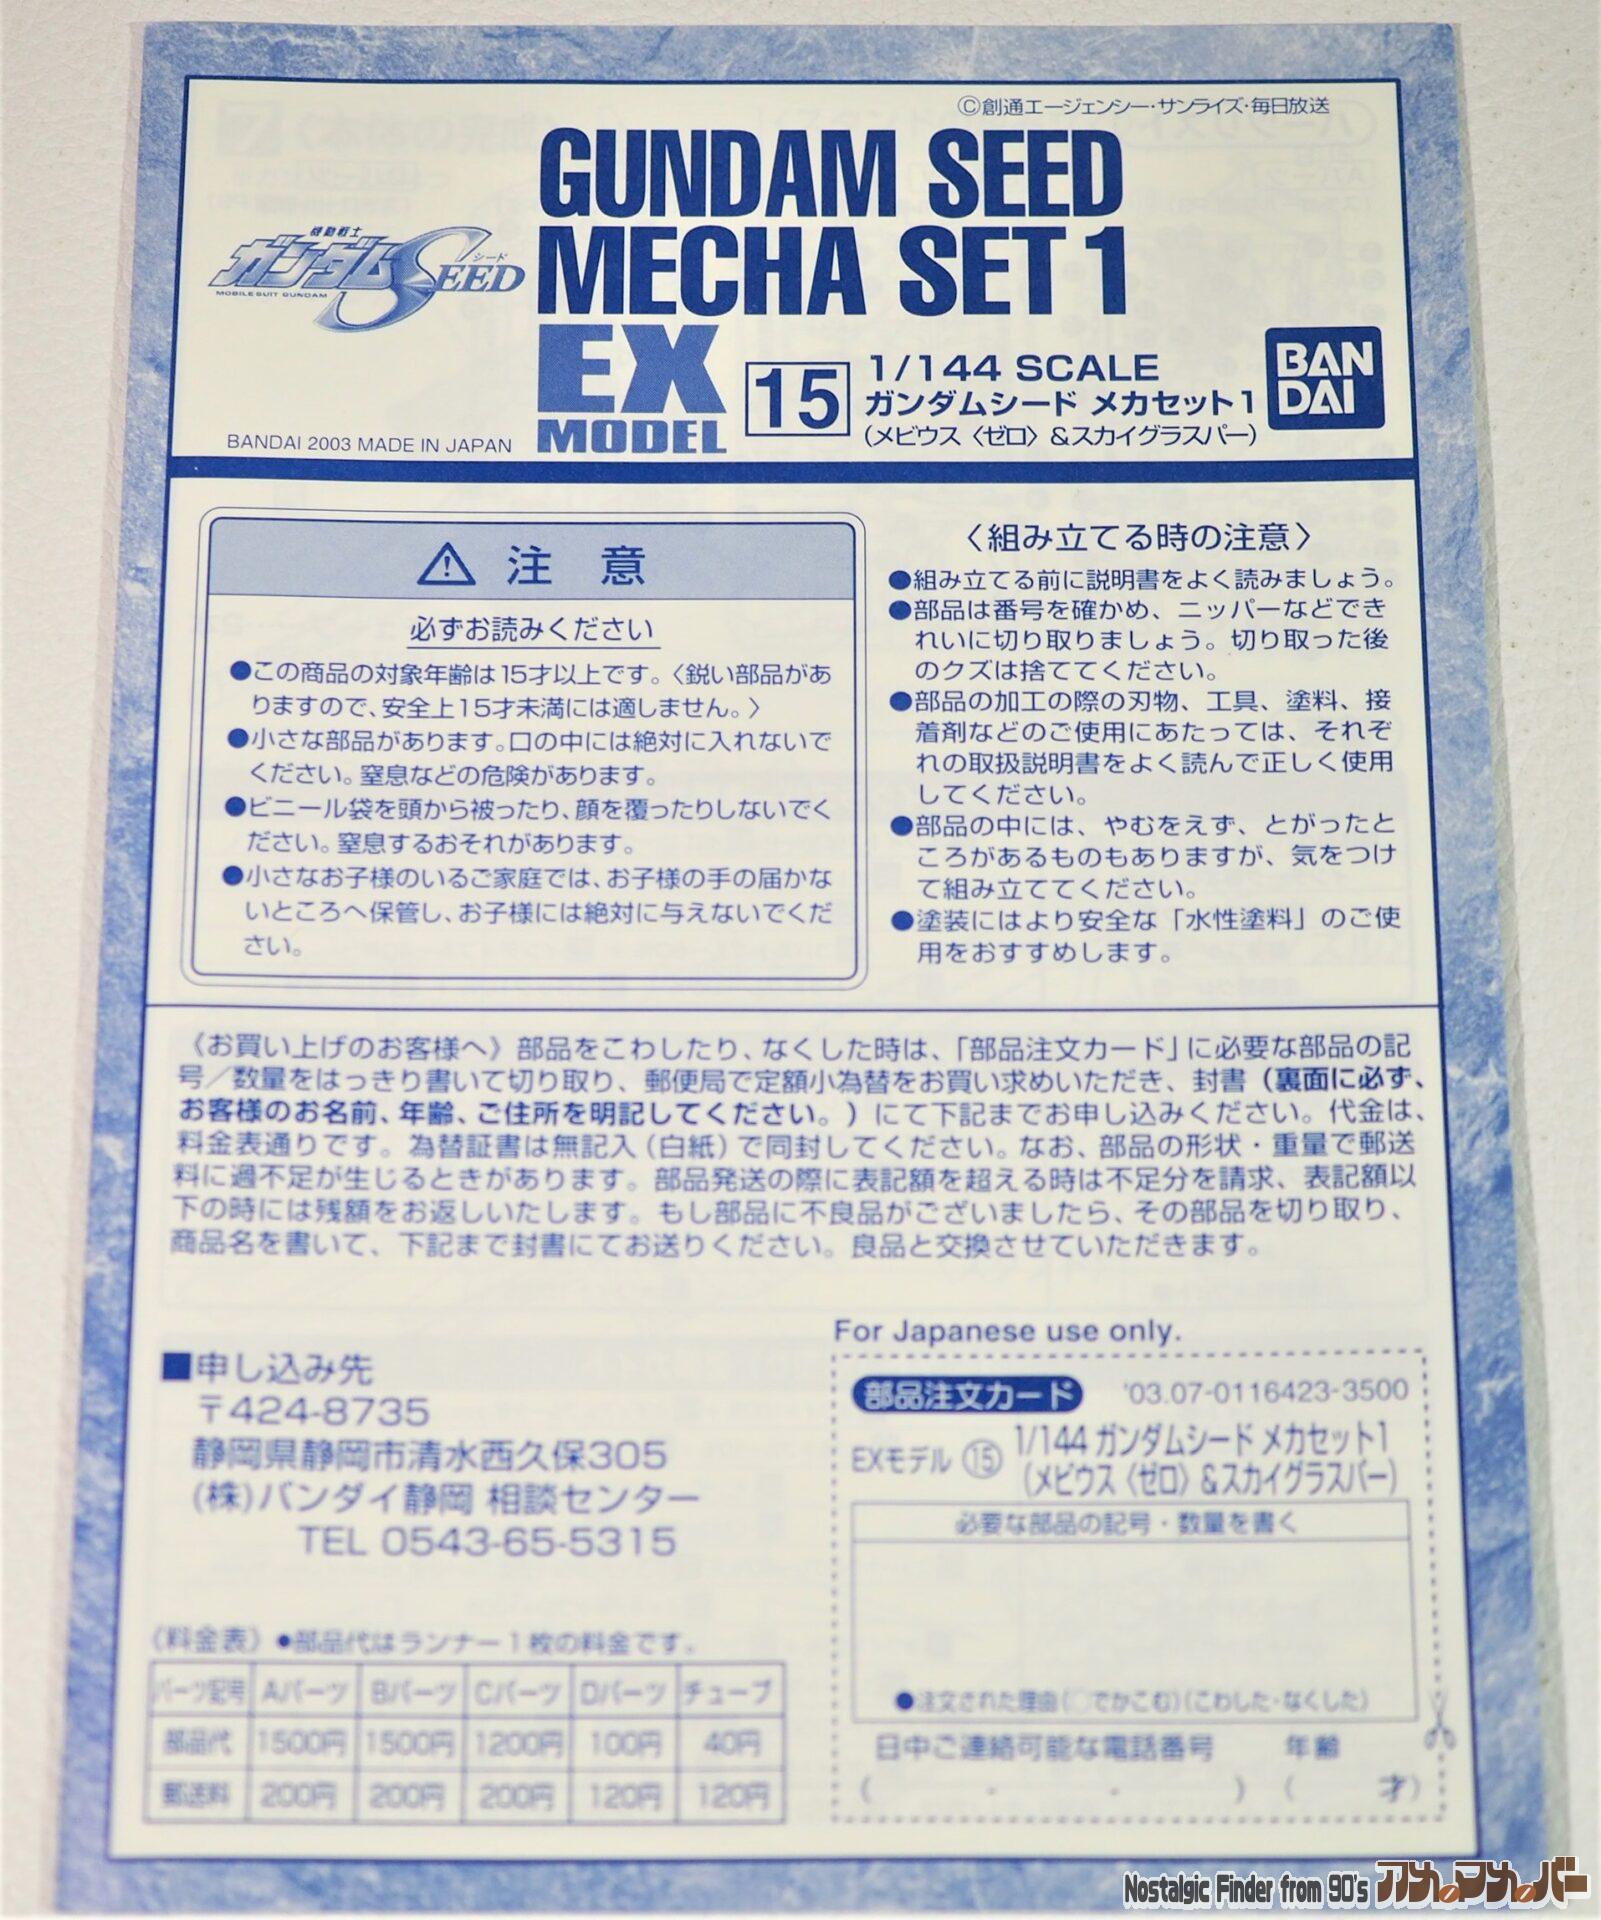 ©創通エージェンシー・サンライズ・毎日放送
GUNDAM SEED
MECHA SET 1
機動戦士
ガンダムSEED
シード
MOBILE SUIT GUNDAM
EX
MODEL
15
1/144 SCALE
ガンダムシード メカセット1
(メビウス〈ゼロ〉&スカイグラスパー)
BAN
DAI
BANDAI 2003 MADE IN JAPAN
注意
必ずお読みください
●この商品の対象年齢は15才以上です。〈鋭い部品があ
りますので、安全上15才未満には適しません。〉
●小さな部品があります。口の中には絶対に入れないで
ください。窒息などの危険があります。
●ビニール袋を頭から被ったり、顔を覆ったりしないでく
ださい。窒息するおそれがあります。
●小さなお子様のいるご家庭では、お子様の手の届かな
いところへ保管し、お子様には絶対に与えないでくだ
さい。
〈組み立てる時の注意〉
●組み立てる前に説明書をよく読みましょう。
●部品は番号を確かめ、ニッパーなどでき
れいに切り取りましょう。切り取った後
のクズは捨ててください。
●部品の加工の際の刃物、工具、塗料、接
着剤などのご使用にあたっては、それぞ
れの取扱説明書をよく読んで正しく使用
してください。
●部品の中には、やむをえず、とがったと
ころがあるものもありますが、気をつけ
て組み立ててください。
●塗装にはより安全な「水性塗料」のご使
用をおすすめします。
《お買い上げのお客様へ》部品をこわしたり、なくした時は、「部品注文カード」に必要な部品の記
号/数量をはっきり書いて切り取り、郵便局で定額小為替をお買い求めいただき、封書(裏面に必ず、
お客様のお名前、年齢、ご住所を明記してください。)にて下記までお申し込みください。代金は、
料金表通りです。為替証書は無記入(白紙)で同封してください。なお、部品の形状・重量で郵送
料に過不足が生じるときがあります。部品発送の際に表記額を超える時は不足分を請求、表記額以
下の時には残額をお返しいたします。もし部品に不良品がございましたら、その部品を切り取り、
商品名を書いて、下記まで封書にてお送りください。良品と交換させていただきます。
■申し込み先
〒424-8735
静岡県静岡市清水西久保305
(株)バンダイ静岡 相談センター
TEL 0543-65-5315
《料金表》●部品代はランナー1枚の料金です。
パーツ記号 Aパーツ Bパーツ Cパーツ Dパーツ チューブ
部品代 1500円 1500円 1200円 100円 40円
郵送料 200円 200円 200円 120円 120円
For Japanese use only.
部品注文カード '03.07-0116423-3500
EXモデル ⑮ 1/144 ガンダムシード メカセット1
(メビウス〈ゼロ〉&スカイグラスパー)
必要な部品の記号・数量を書く
●注文された理由(○でかこむ)(こわした・なくした)
日中ご連絡可能な電話番号 年齢
( - - ) ( 才)
Nostalgic Finder from 90's アカノマカノバー